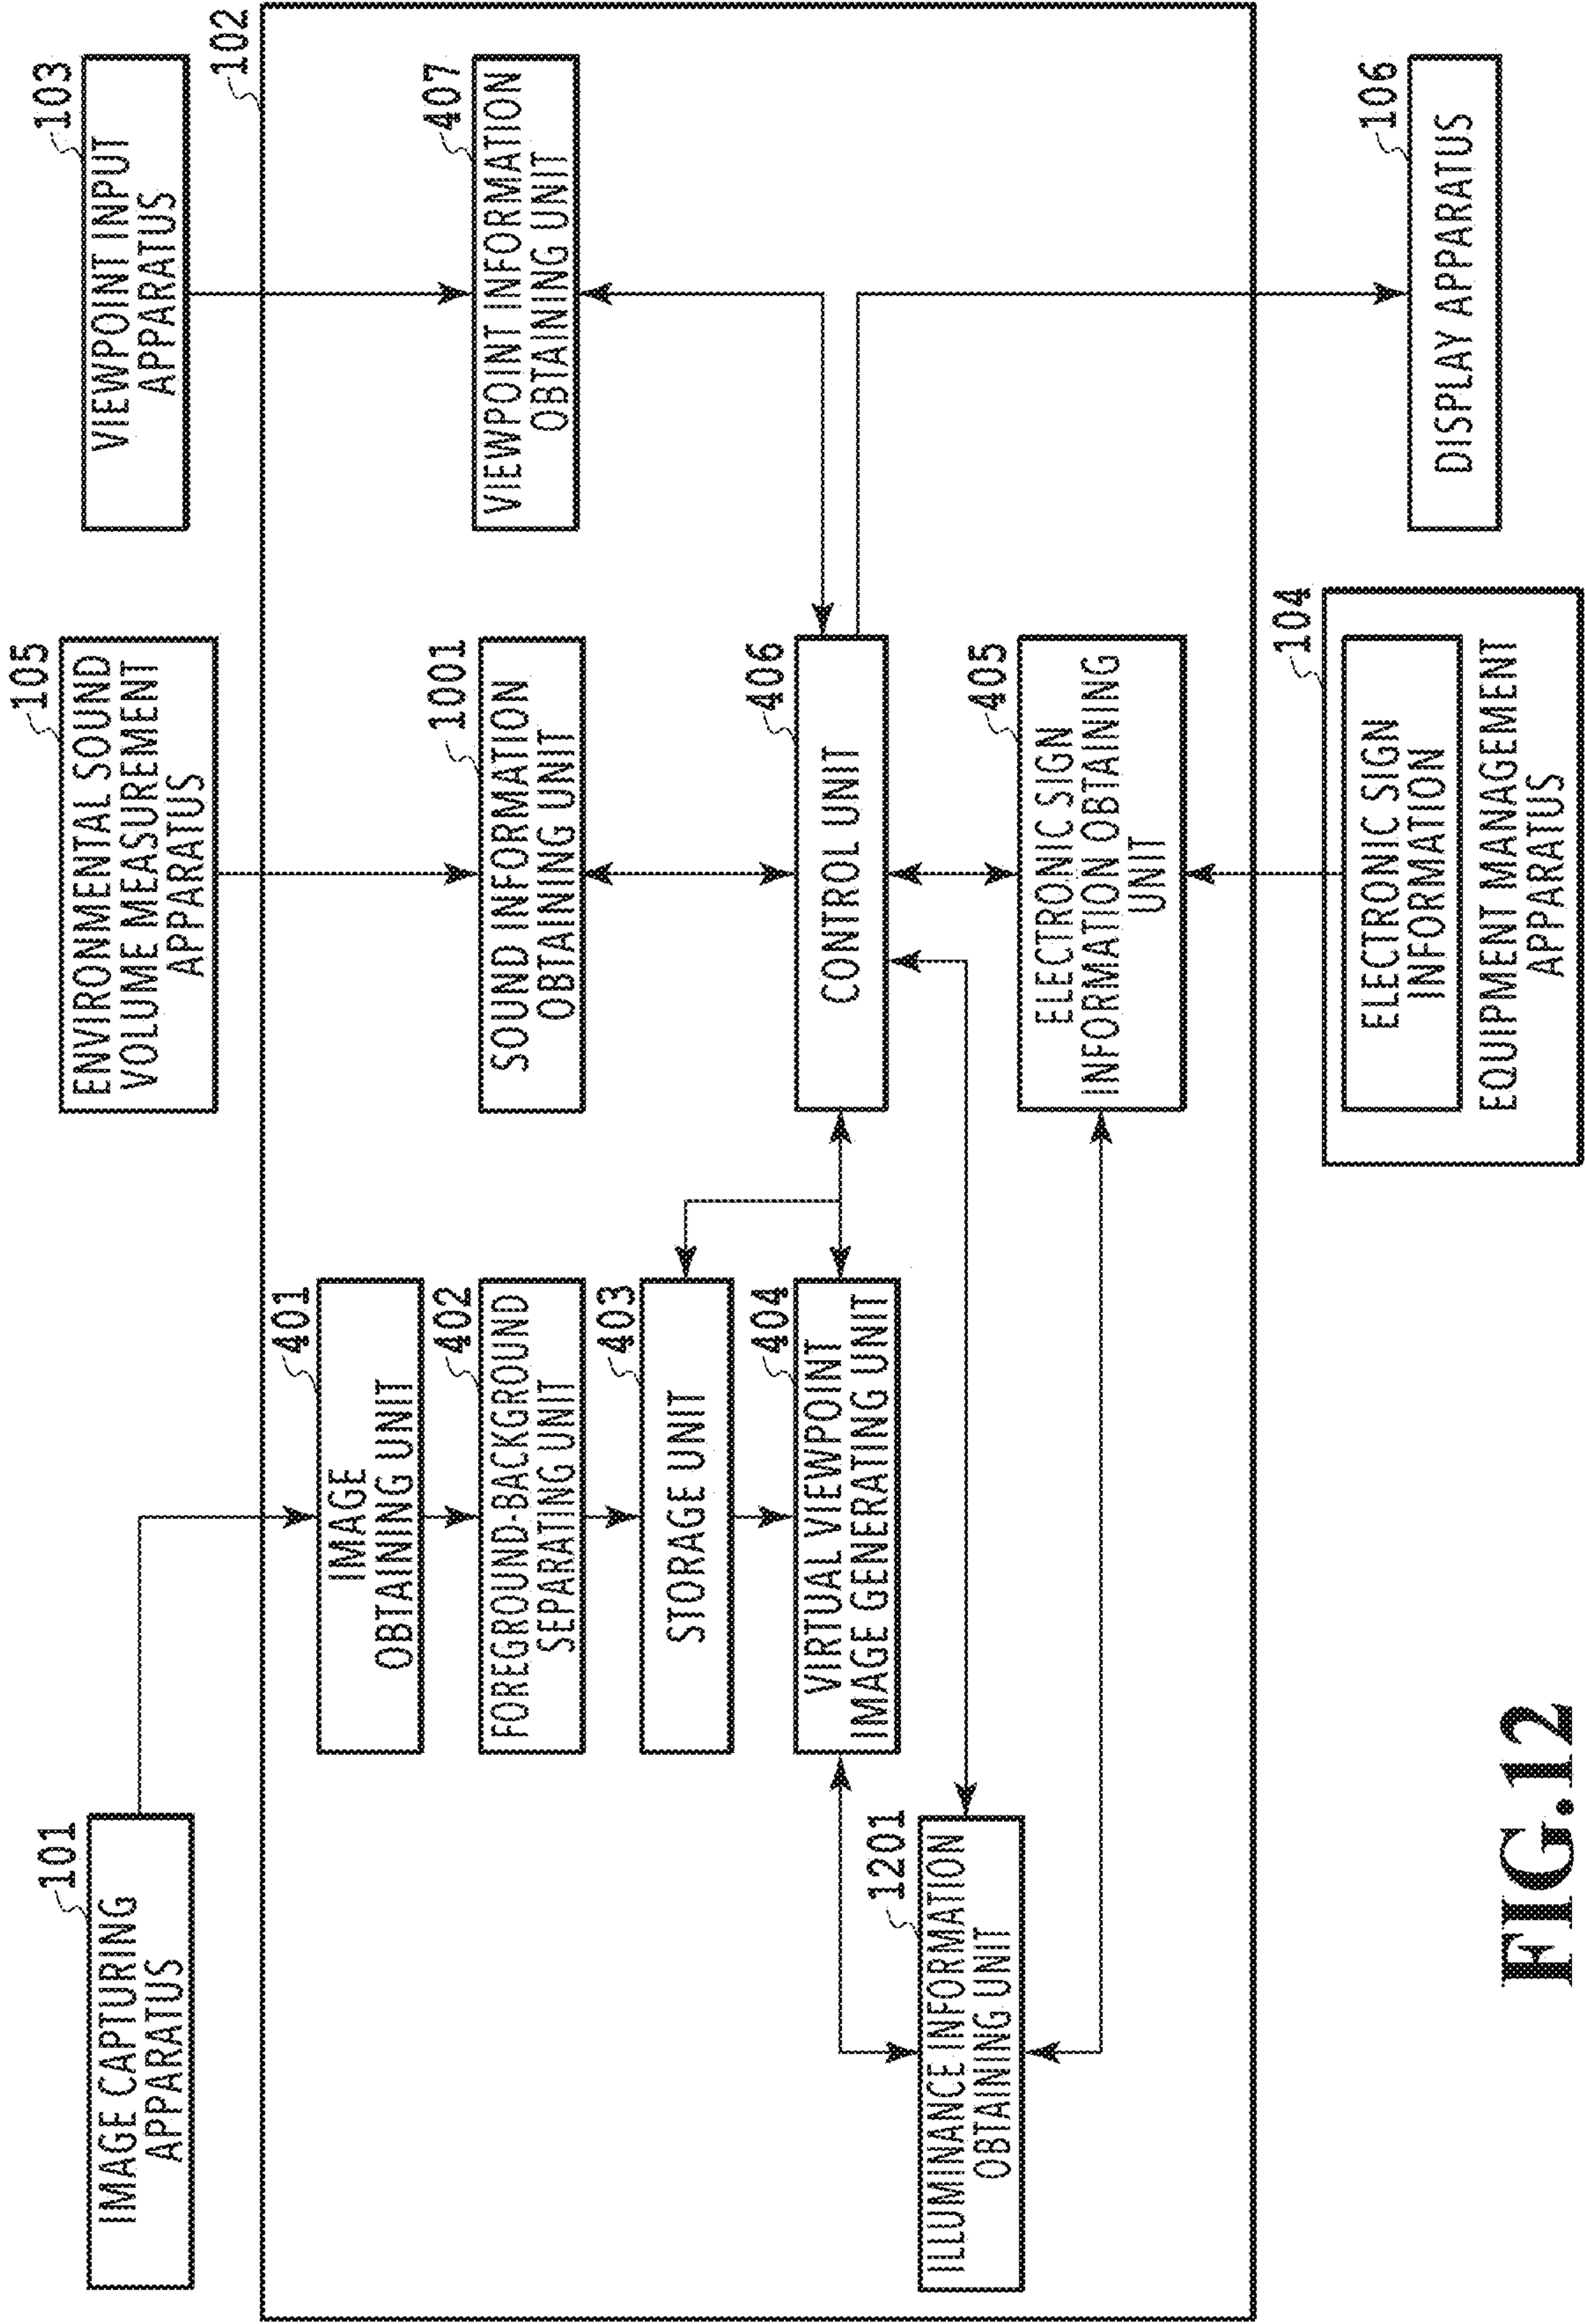 101
IMAGE CAPTURING
APPARATUS
105
ENVIRONMENTAL SOUND
VOLUME MEASUREMENT
APPARATUS
103
VIEWPOINT INPUT
APPARATUS
102
401
IMAGE
OBTAINING UNIT
402
FOREGROUND-BACKGROUND
SEPARATING UNIT
1001
SOUND INFORMATION
OBTAINING UNIT
407
VIEWPOINT INFORMATION
OBTAINING UNIT
403
STORAGE UNIT
404
VIRTUAL VIEWPOINT
IMAGE GENERATING UNIT
406
CONTROL UNIT
1201
ILLUMINANCE INFORMATION
OBTAINING UNIT
405
ELECTRONIC SIGN
INFORMATION OBTAINING
UNIT
104
ELECTRONIC SIGN
INFORMATION
EQUIPMENT MANAGEMENT
APPARATUS
106
DISPLAY APPARATUS
FIG.12